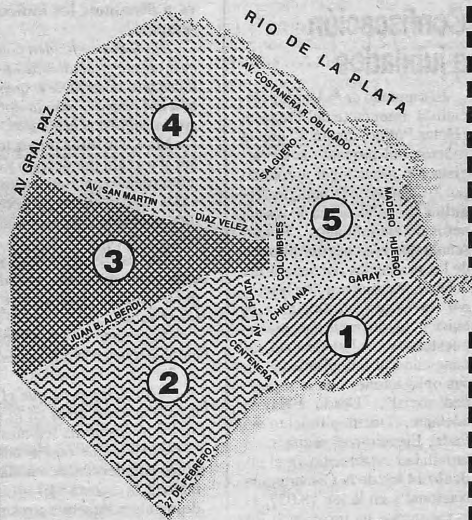 RIO DE LA PLATA
AV. COSTANERA R. OBLIGADO
AV. GRAL PAZ
4
SALGUERO
AV. SAN MARTIN
DIAZ VELEZ
5
MADERO
HUERGO
COLOMBRES
3
GARAY
AV. LA PLATA
CHICLANA
JUAN B. ALBERDI
1
CENTENERA
2
27 DE FEBRERO